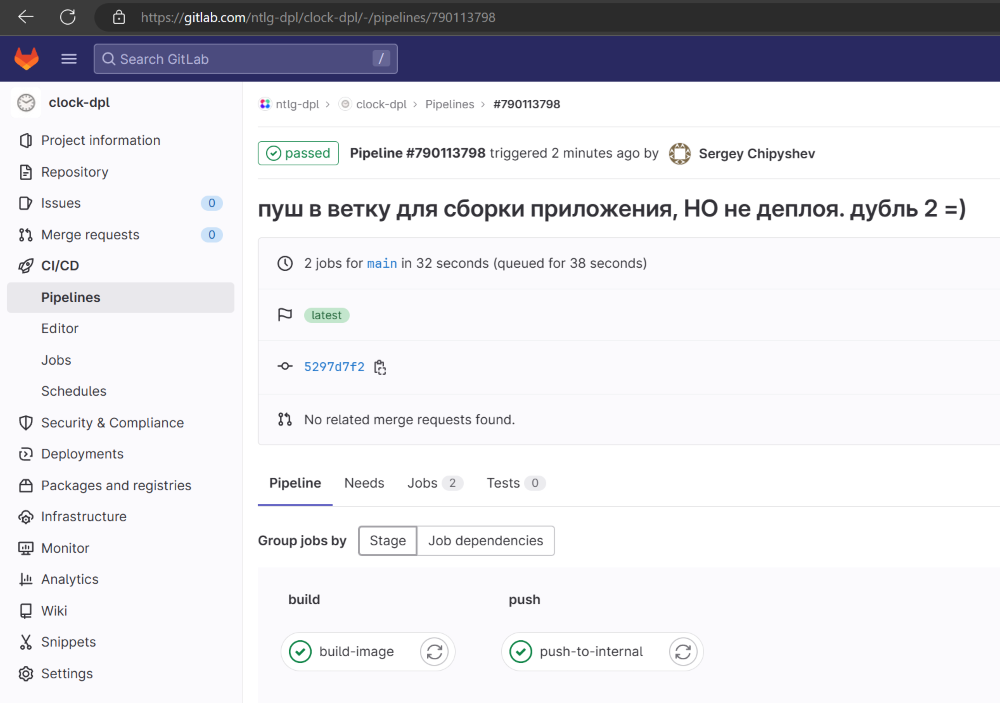 https://gitlab.com/ntlg-dpl/clock-dpl/-/pipelines/790113798
Search GitLab /
clock-dpl
Project information
Repository
Issues 0
Merge requests 0
CI/CD
Pipelines
Editor
Jobs
Schedules
Security & Compliance
Deployments
Packages and registries
Infrastructure
Monitor
Analytics
Wiki
Snippets
Settings
ntlg-dpl > clock-dpl > Pipelines > #790113798
passed Pipeline #790113798 triggered 2 minutes ago by Sergey Chipyshev
пуш в ветку для сборки приложения, НО не деплоя. дубль 2 =)
2 jobs for main in 32 seconds (queued for 38 seconds)
latest
5297d7f2
No related merge requests found.
Pipeline Needs Jobs 2 Tests 0
Group jobs by Stage Job dependencies
build push
build-image push-to-internal